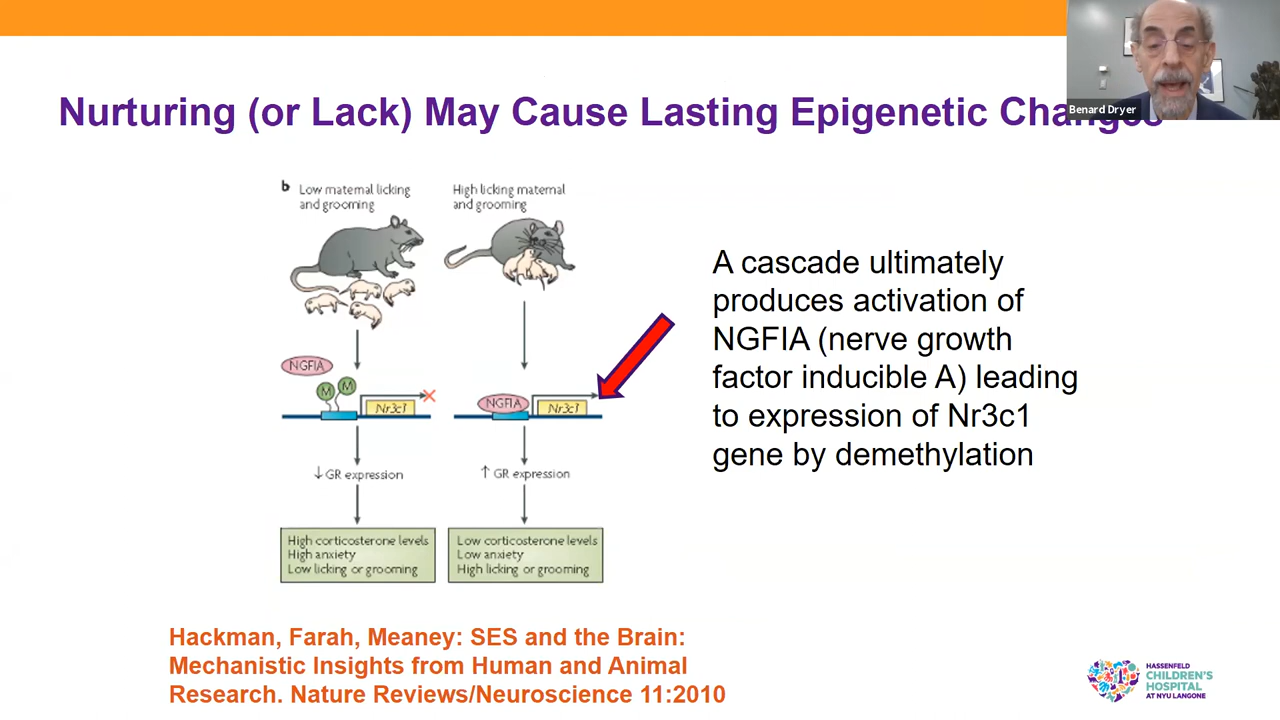 Nurturing (or Lack) May Cause Lasting Epigenetic Changes
Benard Dryer
b
Low maternal licking
and grooming
High licking maternal
and grooming
NGFIA
M
M
Nr3c1
NGFIA
Nr3c1
↓ GR expression
↑ GR expression
High corticosterone levels
High anxiety
Low licking or grooming
Low corticosterone levels
Low anxiety
High licking or grooming
A cascade ultimately
produces activation of
NGFIA (nerve growth
factor inducible A) leading
to expression of Nr3c1
gene by demethylation
Hackman, Farah, Meaney: SES and the Brain:
Mechanistic Insights from Human and Animal
Research. Nature Reviews/Neuroscience 11:2010
HASSENFELD
CHILDREN'S
HOSPITAL
AT NYU LANGONE